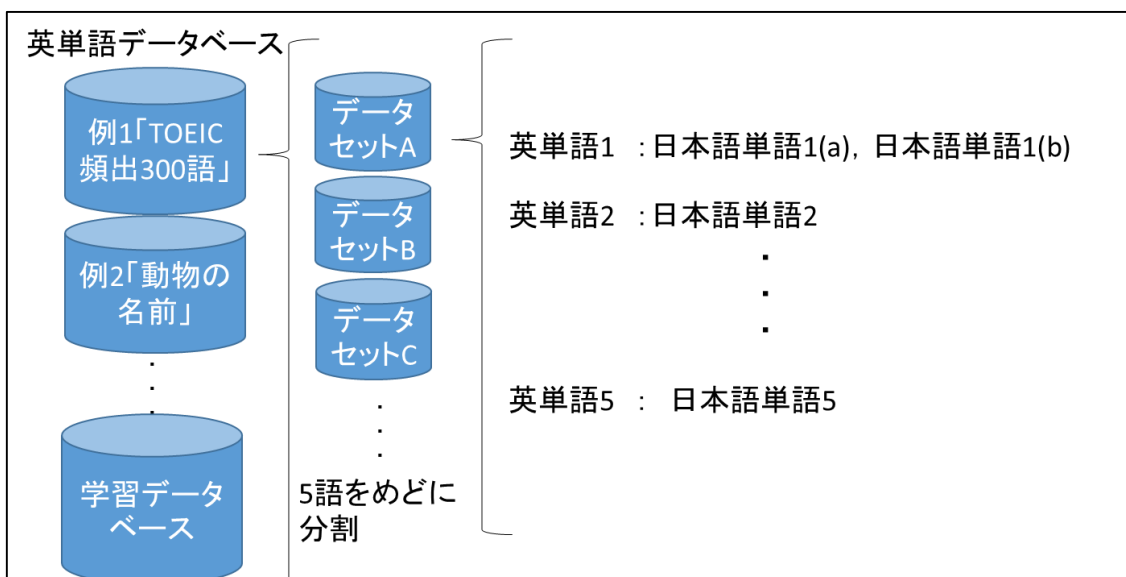 英単語データベース
例1「TOEIC
頻出300語」
例2「動物の
名前」
・
・
・
学習データ
ベース
データ
セットA
データ
セットB
データ
セットC
・
・
・
5語をめどに
分割
英単語1 ：日本語単語1(a)，日本語単語1(b)
英単語2 ：日本語単語2
・
・
・
英単語5 ： 日本語単語5